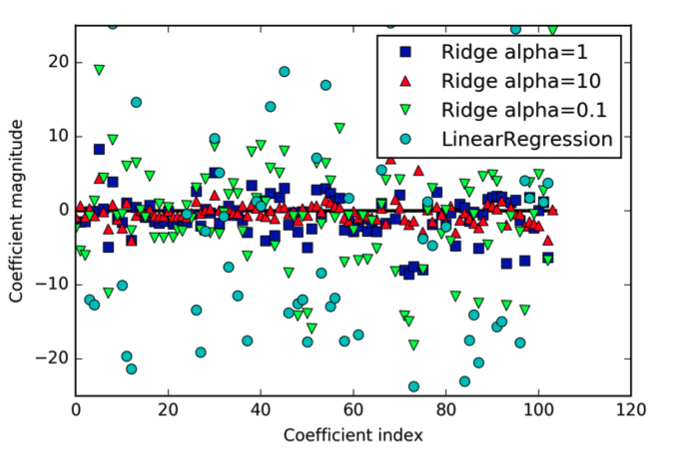 20
10
0
−10
−20
Coefficient magnitude
Ridge alpha=1
Ridge alpha=10
Ridge alpha=0.1
LinearRegression
0 20 40 60 80 100 120
Coefficient index